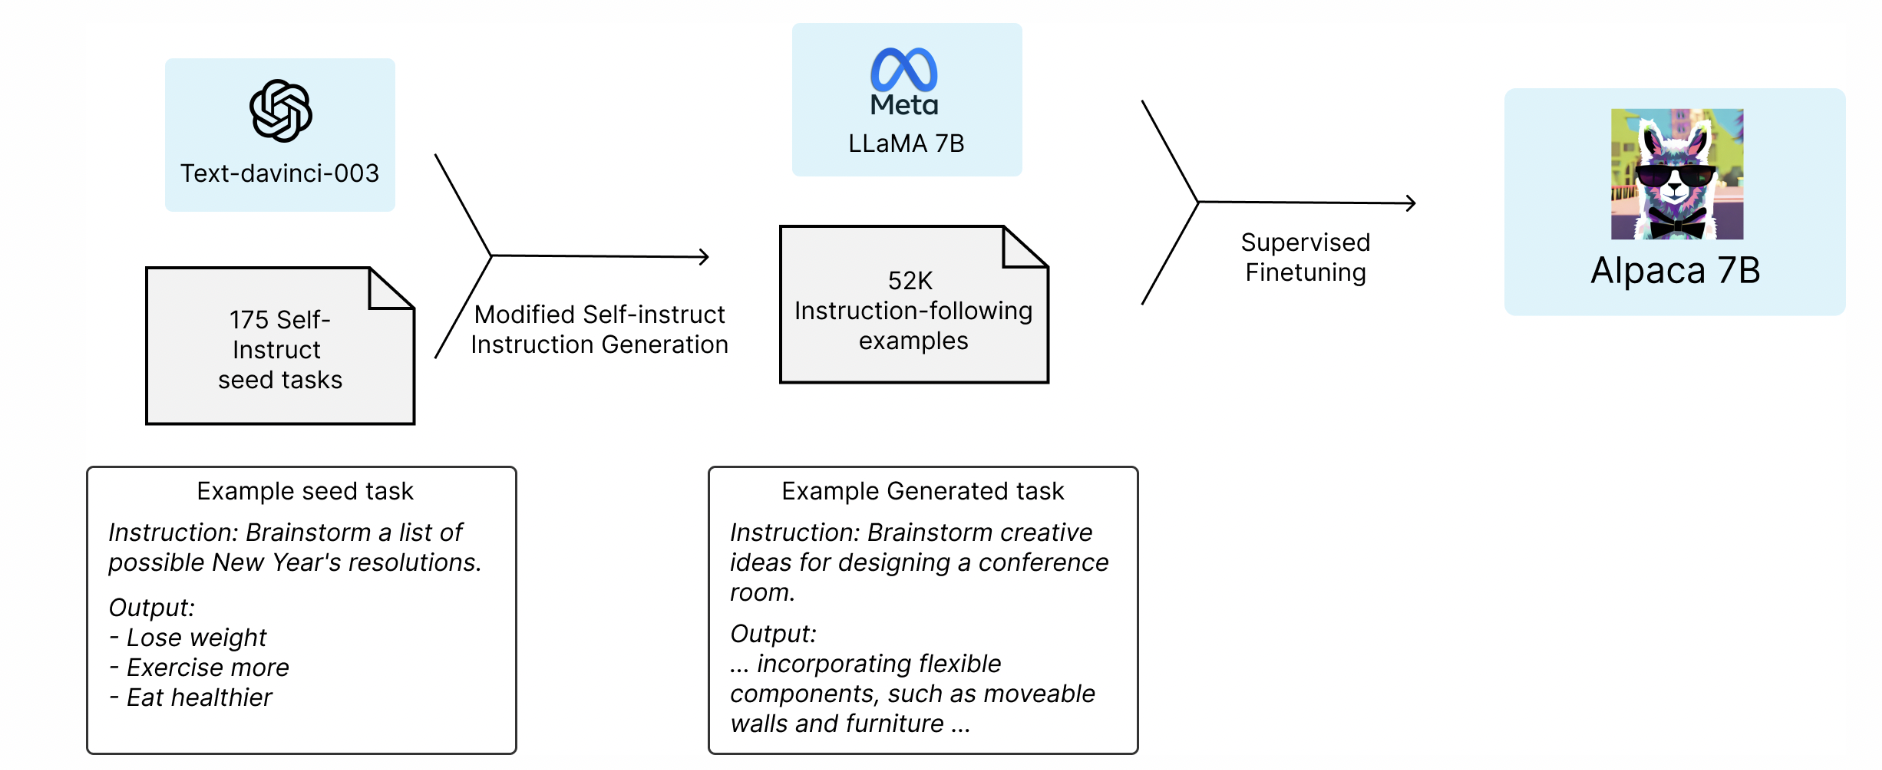 Text-davinci-003
175 Self-
Instruct
seed tasks
Modified Self-instruct
Instruction Generation
Meta
LLaMA 7B
52K
Instruction-following
examples
Supervised
Finetuning
Alpaca 7B
Example seed task
Instruction: Brainstorm a list of
possible New Year's resolutions.
Output:
- Lose weight
- Exercise more
- Eat healthier
Example Generated task
Instruction: Brainstorm creative
ideas for designing a conference
room.
Output:
... incorporating flexible
components, such as moveable
walls and furniture ...